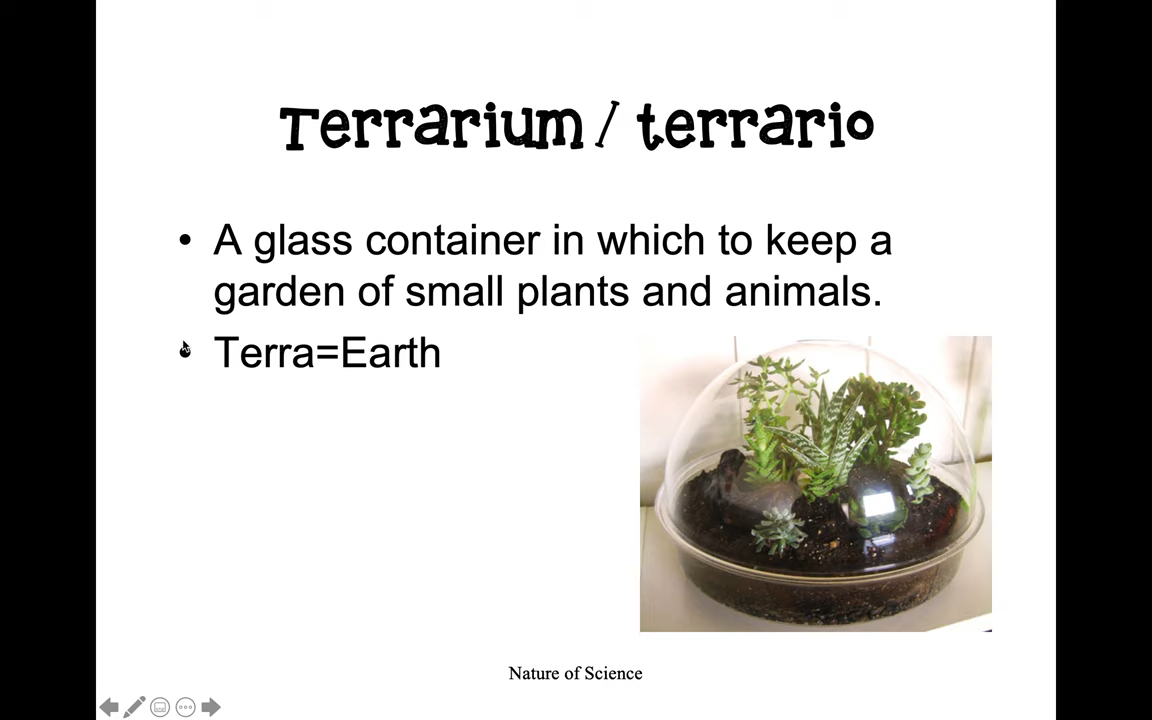 Terrarium / terrario
• A glass container in which to keep a
garden of small plants and animals.
• Terra=Earth
Nature of Science